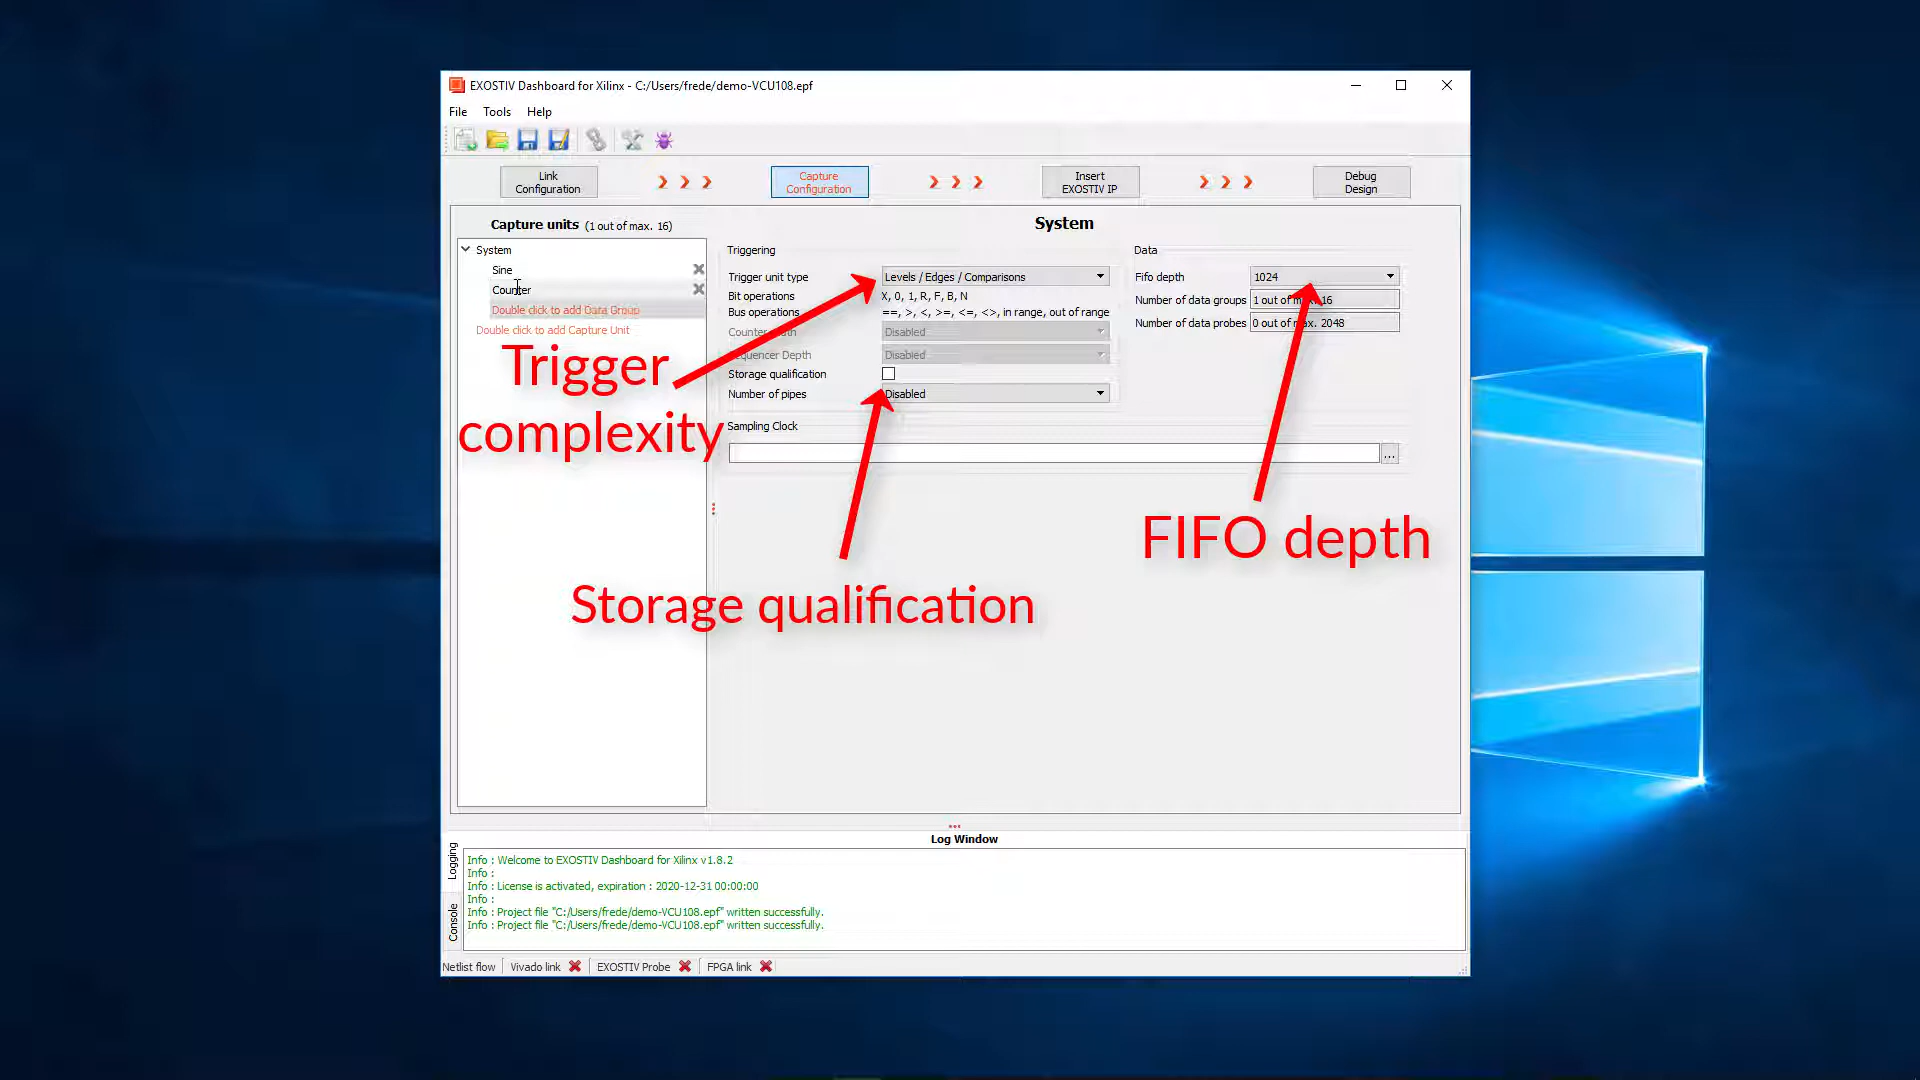 EXOSTIV Dashboard for Xilinx - C:/Users/frede/demo-VCU108.epf
File Tools Help
Link Configuration
Capture Configuration
Insert EXOSTIV IP
Debug Design
Capture units (1 out of max. 16)
System
Sine
Counter
Double click to add Data Group
Double click to add Capture Unit
System
Triggering
Trigger unit type Levels / Edges / Comparisons
Bit operations X, 0, 1, R, F, B, N
Bus operations ==, >, <, >=, <=, <>, in range, out of range
Disabled
Depth Disabled
Storage qualification
Number of pipes Disabled
Sampling Clock
...
Data
Fifo depth 1024
Number of data groups 1 out of max. 16
Number of data probes 0 out of max. 2048
Trigger
complexity
Storage qualification
FIFO depth
Log Window
Logging
Console
Info : Welcome to EXOSTIV Dashboard for Xilinx v1.8.2
Info :
Info : License is activated, expiration : 2020-12-31 00:00:00
Info :
Info : Project file "C:/Users/frede/demo-VCU108.epf" written successfully.
Info : Project file "C:/Users/frede/demo-VCU108.epf" written successfully.
Netlist flow Vivado link EXOSTIV Probe FPGA link